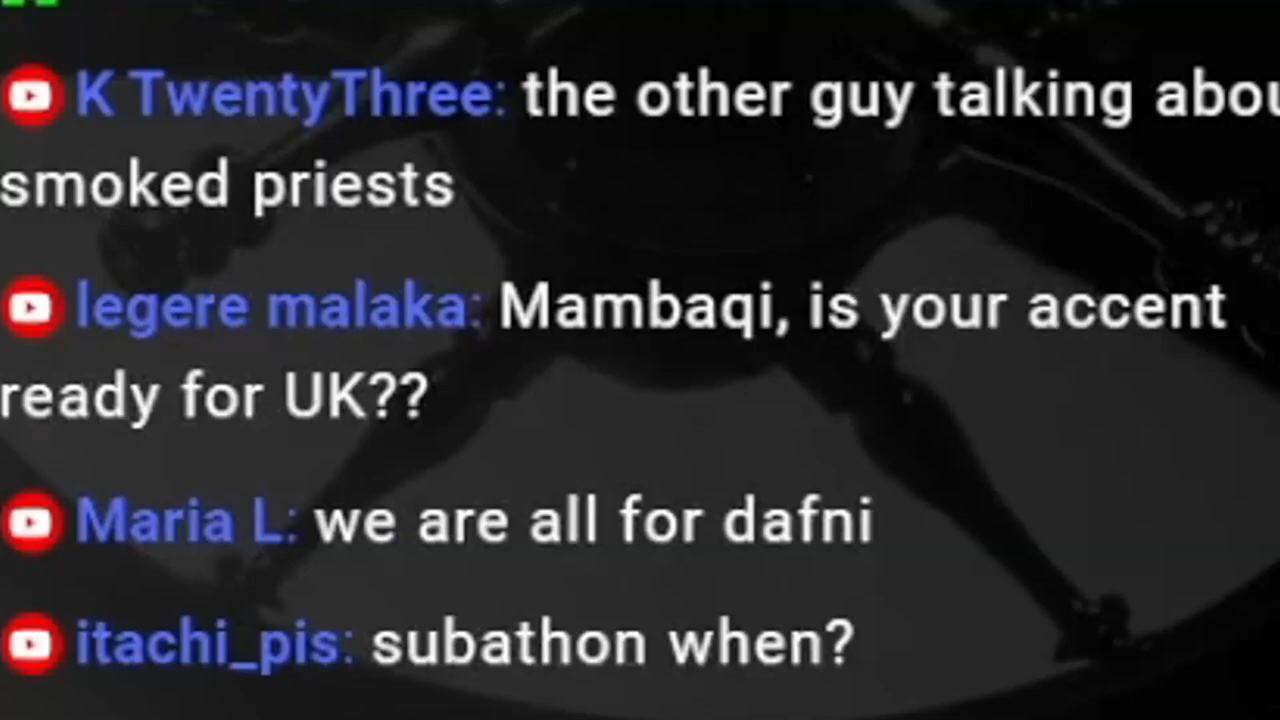 K TwentyThree: the other guy talking
smoked priests
legere malaka: Mambaqi, is your accent
ready for UK??
Maria L: we are all for dafni
itachi_pis: subathon when?